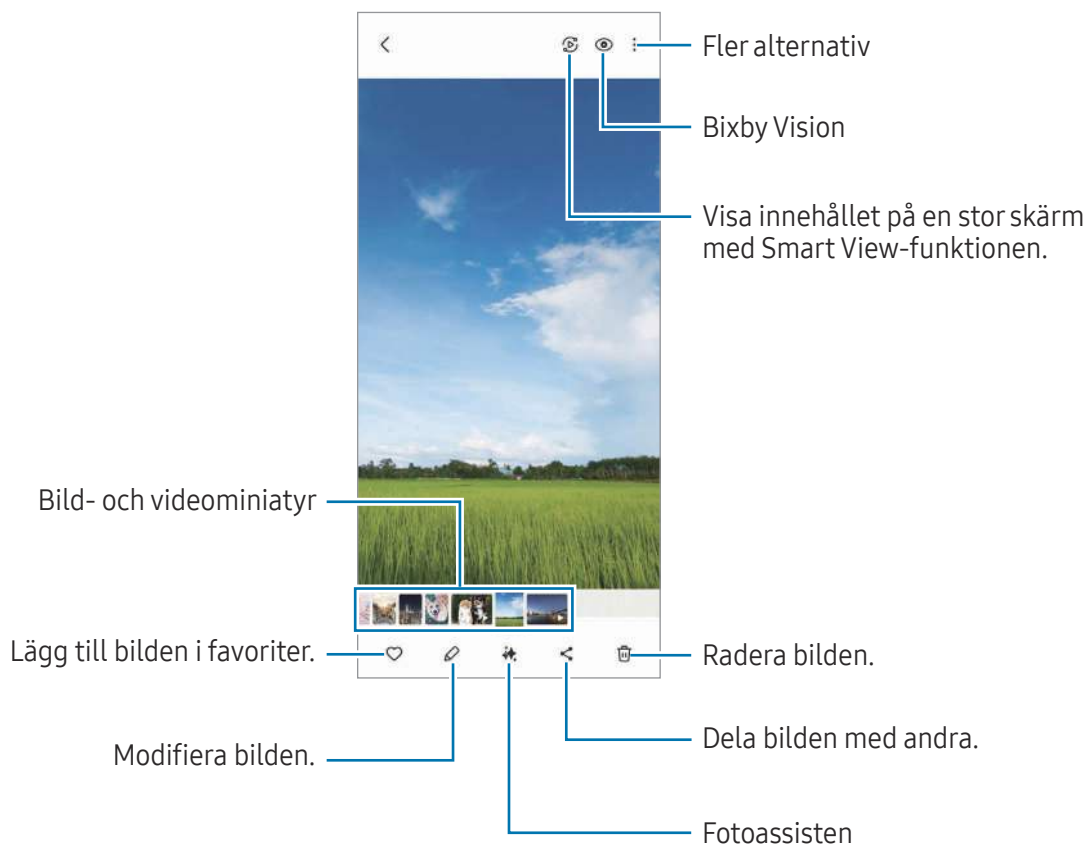 Fler alternativ
Bixby Vision
Visa innehållet på en stor skärm
med Smart View-funktionen.
Bild- och videominiatyr
Lägg till bilden i favoriter.
Radera bilden.
Modifiera bilden.
Dela bilden med andra.
Fotoassisten